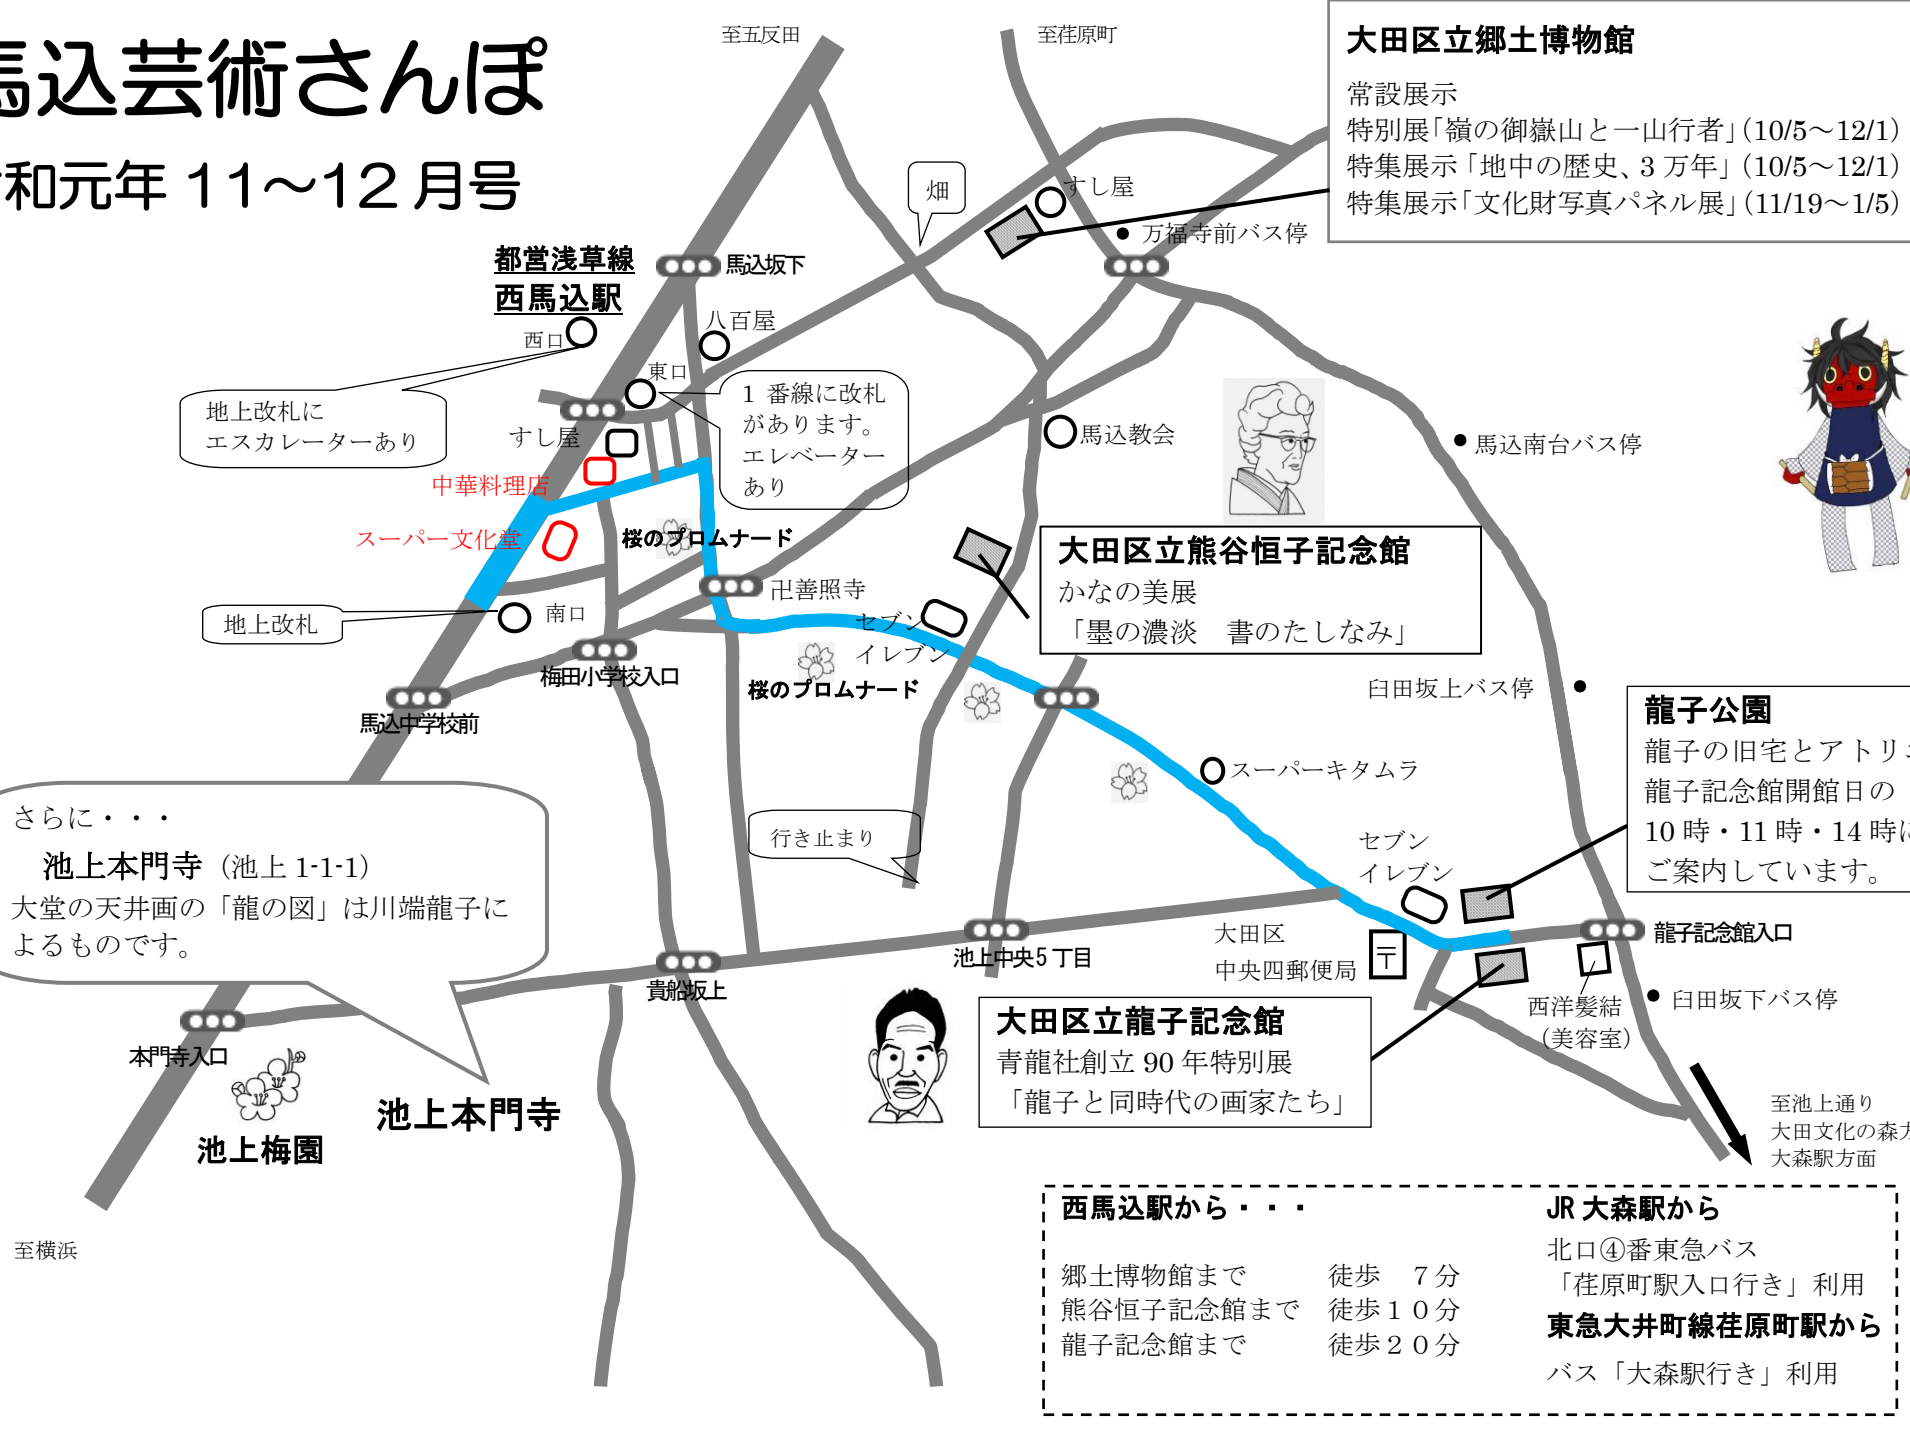 馬込芸術さんぽ
令和元年 11～12 月号
至五反田
至荏原町
大田区立郷土博物館
常設展示
特別展「嶺の御嶽山と一山行者」(10/5～12/1)
特集展示「地中の歴史、3 万年」(10/5～12/1)
特集展示「文化財写真パネル展」(11/19～1/5)
畑
すし屋
万福寺前バス停
都営浅草線
西馬込駅
馬込坂下
西口
八百屋
東口
地上改札に
エスカレーターあり
1 番線に改札
があります。
エレベーター
あり
すし屋
中華料理店
スーパー文化堂
桜のプロムナード
馬込教会
馬込南台バス停
大田区立熊谷恒子記念館
かなの美展
「墨の濃淡　書のたしなみ」
卍善照寺
地上改札
南口
セブン
イレブン
梅田小学校入口
桜のプロムナード
馬込中学校前
臼田坂上バス停
龍子公園
龍子の旧宅とアトリエ
龍子記念館開館日の
10 時・11 時・14 時に
ご案内しています。
スーパーキタムラ
さらに・・・
池上本門寺（池上 1-1-1）
大堂の天井画の「龍の図」は川端龍子に
よるものです。
行き止まり
セブン
イレブン
大田区
中央四郵便局
〒
龍子記念館入口
池上中央5 丁目
貴船坂上
西洋髪結
（美容室）
臼田坂下バス停
大田区立龍子記念館
青龍社創立 90 年特別展
「龍子と同時代の画家たち」
本門寺入口
池上本門寺
池上梅園
至池上通り
大田文化の森方
大森駅方面
至横浜
西馬込駅から・・・
郷土博物館まで　徒歩　７分
熊谷恒子記念館まで　徒歩１０分
龍子記念館まで　徒歩２０分
JR 大森駅から
北口④番東急バス
「荏原町駅入口行き」利用
東急大井町線荏原町駅から
バス「大森駅行き」利用